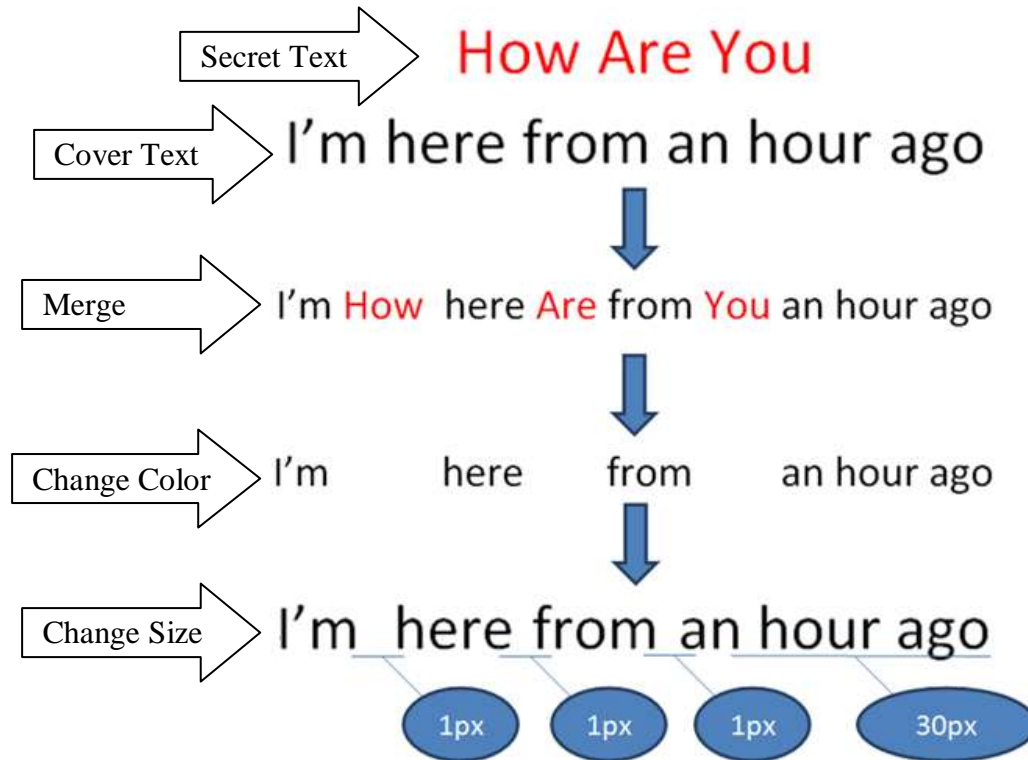 Secret Text How Are You
Cover Text I'm here from an hour ago
Merge I'm How here Are from You an hour ago
Change Color I'm here from an hour ago
Change Size I'm here from an hour ago
1px 1px 1px 30px